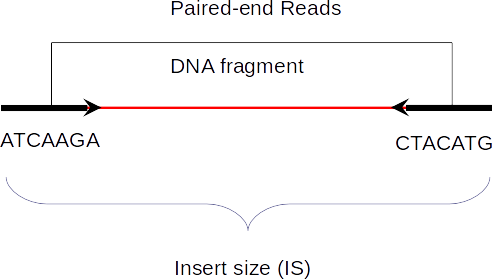 Paired-end Reads
DNA fragment
ATCAAGA
CTACATG
Insert size (IS)